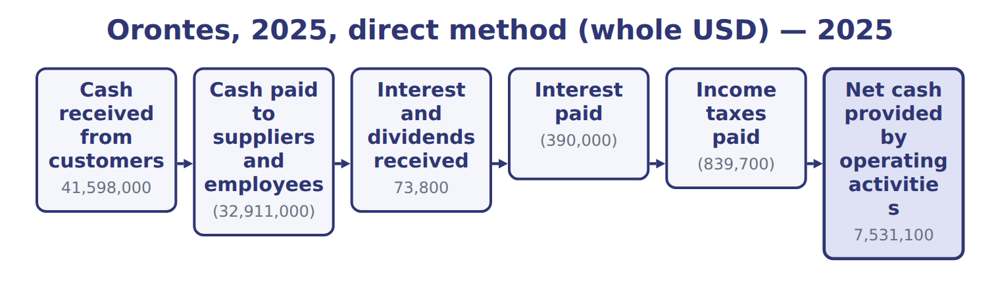 Orontes, 2025, direct method (whole USD) — 2025
Cash
received
from
customers
41,598,000
Cash paid
to
suppliers
and
employees
(32,911,000)
Interest
and
dividends
received
73,800
Interest
paid
(390,000)
Income
taxes
paid
(839,700)
Net cash
provided
by
operating
activitie
s
7,531,100